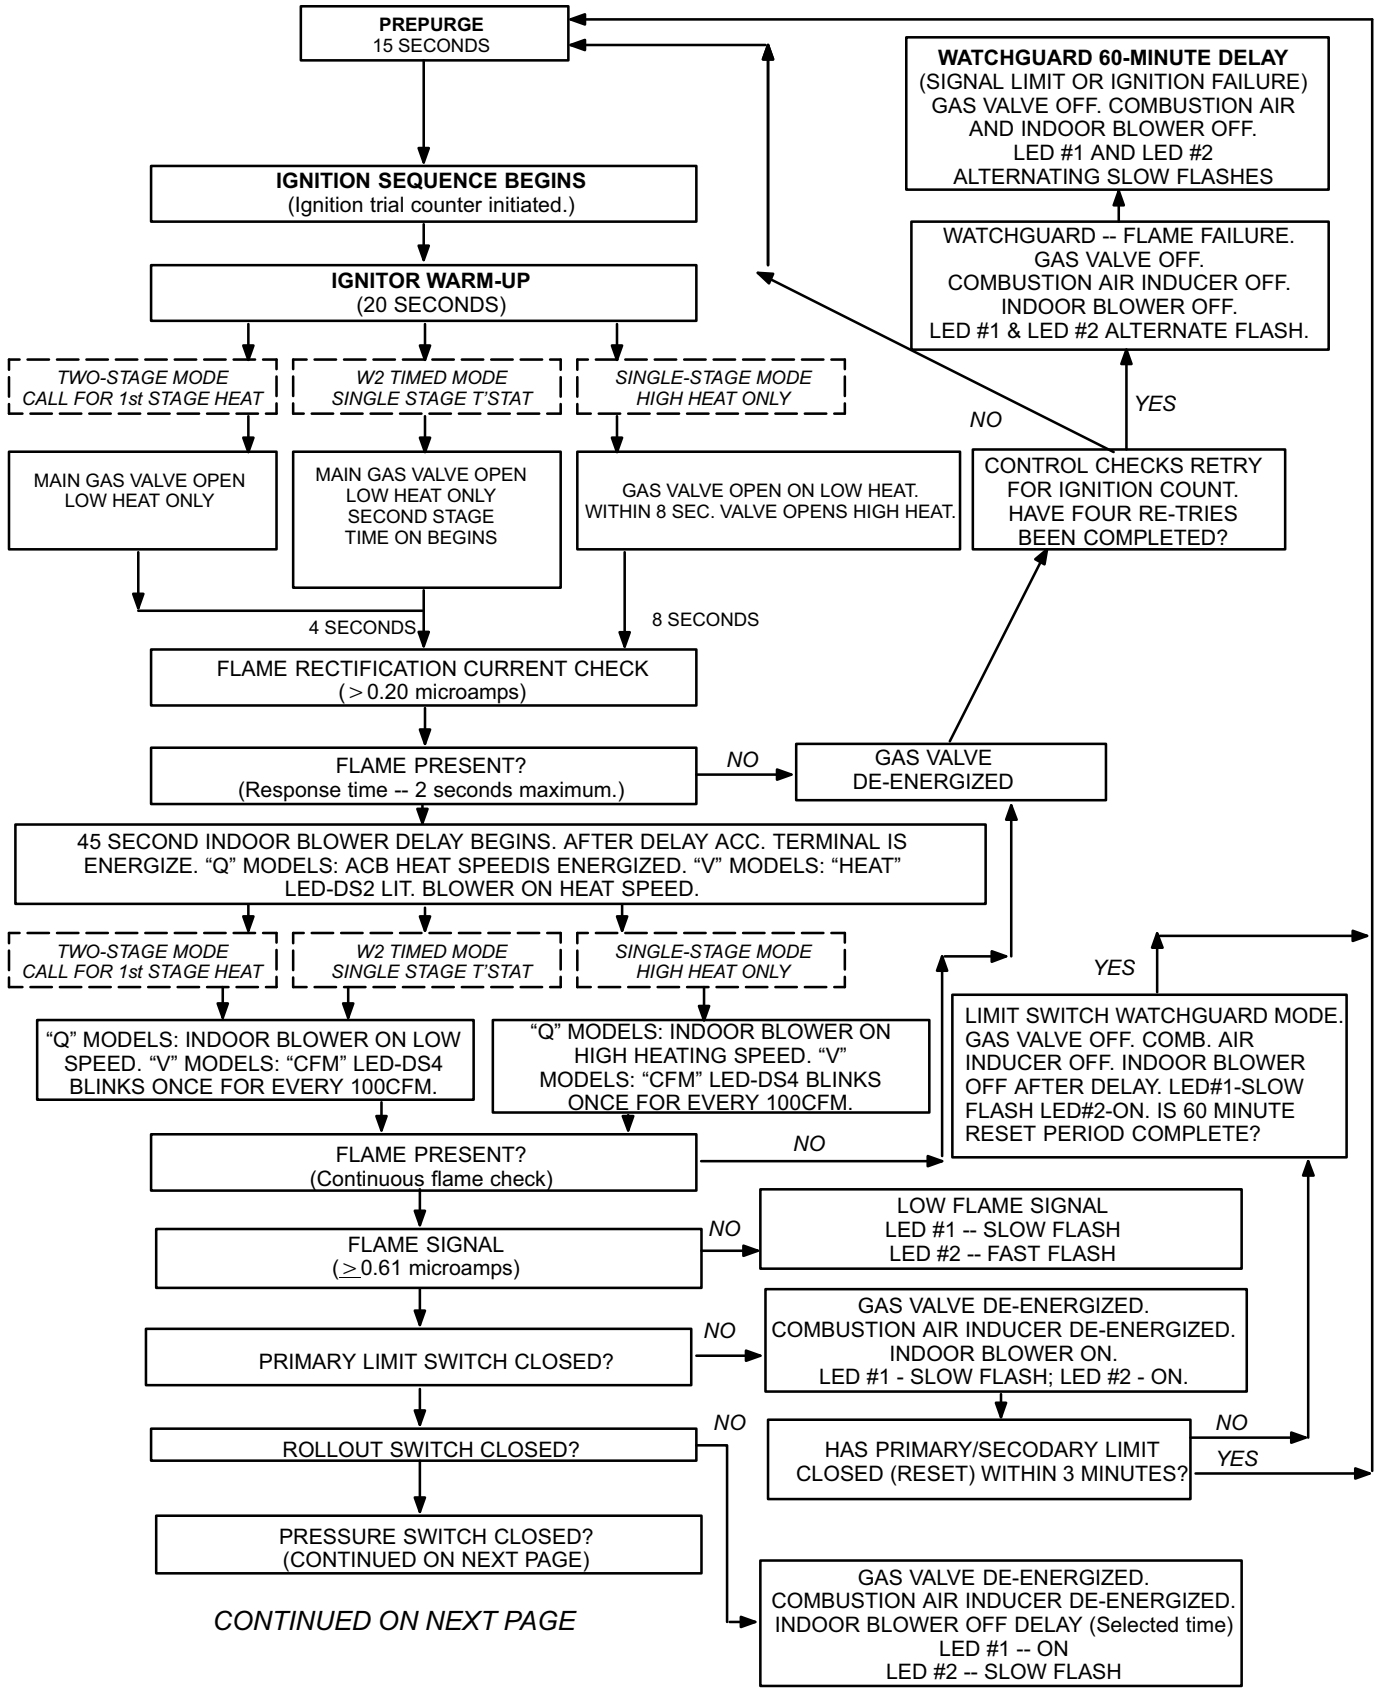 PREPURGE
15 SECONDS
WATCHGUARD 60-MINUTE DELAY
(SIGNAL LIMIT OR IGNITION FAILURE)
GAS VALVE OFF. COMBUSTION AIR
AND INDOOR BLOWER OFF.
LED #1 AND LED #2
ALTERNATING SLOW FLASHES
IGNITION SEQUENCE BEGINS
(Ignition trial counter initiated.)
WATCHGUARD -- FLAME FAILURE.
GAS VALVE OFF.
COMBUSTION AIR INDUCER OFF.
INDOOR BLOWER OFF.
LED #1 & LED #2 ALTERNATE FLASH.
IGNITOR WARM-UP
(20 SECONDS)
TWO-STAGE MODE
CALL FOR 1st STAGE HEAT
W2 TIMED MODE
SINGLE STAGE T'STAT
SINGLE-STAGE MODE
HIGH HEAT ONLY
NO
YES
MAIN GAS VALVE OPEN
LOW HEAT ONLY
MAIN GAS VALVE OPEN
LOW HEAT ONLY
SECOND STAGE
TIME ON BEGINS
GAS VALVE OPEN ON LOW HEAT.
WITHIN 8 SEC. VALVE OPENS HIGH HEAT.
CONTROL CHECKS RETRY
FOR IGNITION COUNT.
HAVE FOUR RE-TRIES
BEEN COMPLETED?
4 SECONDS
8 SECONDS
FLAME RECTIFICATION CURRENT CHECK
(>0.20 microamps)
FLAME PRESENT?
(Response time -- 2 seconds maximum.)
NO
GAS VALVE
DE-ENERGIZED
45 SECOND INDOOR BLOWER DELAY BEGINS. AFTER DELAY ACC. TERMINAL IS
ENERGIZE. “Q” MODELS: ACB HEAT SPEEDIS ENERGIZED. “V” MODELS: “HEAT”
LED-DS2 LIT. BLOWER ON HEAT SPEED.
TWO-STAGE MODE
CALL FOR 1st STAGE HEAT
W2 TIMED MODE
SINGLE STAGE T'STAT
SINGLE-STAGE MODE
HIGH HEAT ONLY
YES
“Q” MODELS: INDOOR BLOWER ON LOW
SPEED. “V” MODELS: “CFM” LED-DS4
BLINKS ONCE FOR EVERY 100CFM.
“Q” MODELS: INDOOR BLOWER ON
HIGH HEATING SPEED. “V”
MODELS: “CFM” LED-DS4 BLINKS
ONCE FOR EVERY 100CFM.
LIMIT SWITCH WATCHGUARD MODE.
GAS VALVE OFF. COMB. AIR
INDUCER OFF. INDOOR BLOWER
OFF AFTER DELAY. LED#1-SLOW
FLASH LED#2-ON. IS 60 MINUTE
RESET PERIOD COMPLETE?
FLAME PRESENT?
(Continuous flame check)
NO
FLAME SIGNAL
(≥0.61 microamps)
NO
LOW FLAME SIGNAL
LED #1 -- SLOW FLASH
LED #2 -- FAST FLASH
PRIMARY LIMIT SWITCH CLOSED?
NO
GAS VALVE DE-ENERGIZED.
COMBUSTION AIR INDUCER DE-ENERGIZED.
INDOOR BLOWER ON.
LED #1 - SLOW FLASH; LED #2 - ON.
ROLLOUT SWITCH CLOSED?
NO
HAS PRIMARY/SECODARY LIMIT
CLOSED (RESET) WITHIN 3 MINUTES?
NO
YES
PRESSURE SWITCH CLOSED?
(CONTINUED ON NEXT PAGE)
GAS VALVE DE-ENERGIZED.
COMBUSTION AIR INDUCER DE-ENERGIZED.
INDOOR BLOWER OFF DELAY (Selected time)
LED #1 -- ON
LED #2 -- SLOW FLASH
CONTINUED ON NEXT PAGE